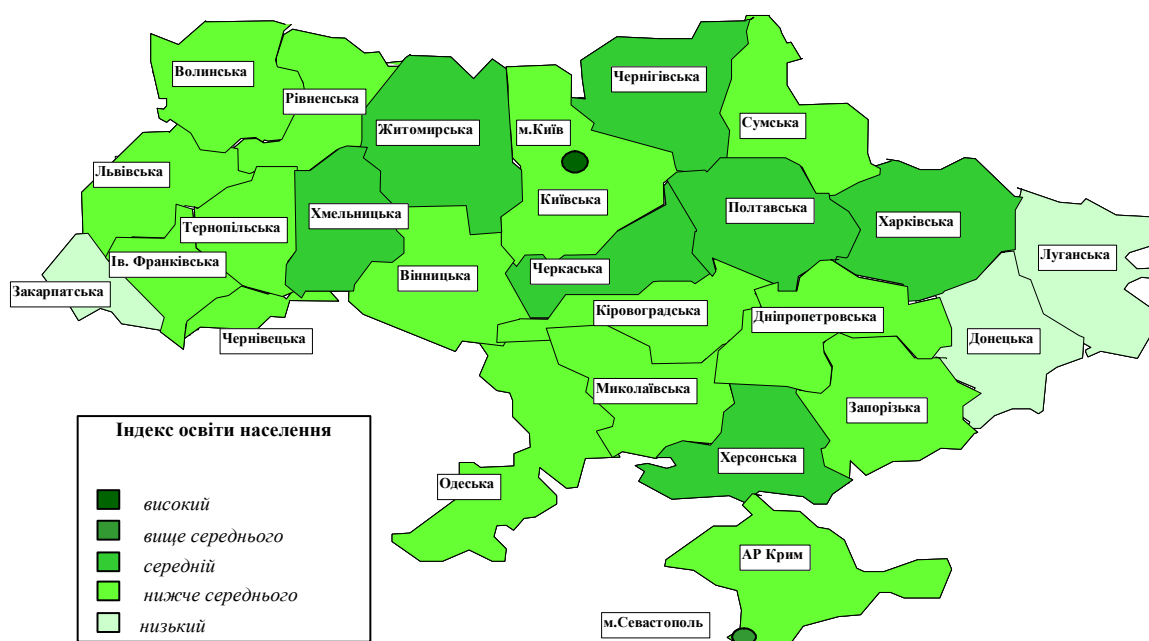 Волинська
Рівненська
Житомирська
м.Київ
Чернігівська
Сумська
Львівська
Тернопільська
Хмельницька
Київська
Полтавська
Харківська
Ів. Франківська
Закарпатська
Вінницька
Черкаська
Луганська
Чернівецька
Кіровоградська
Дніпропетровська
Донецька
Миколаївська
Запорізька
Херсонська
Одеська
АР Крим
м.Севастополь
Індекс освіти населення
високий
вище середнього
середній
нижче середнього
низький